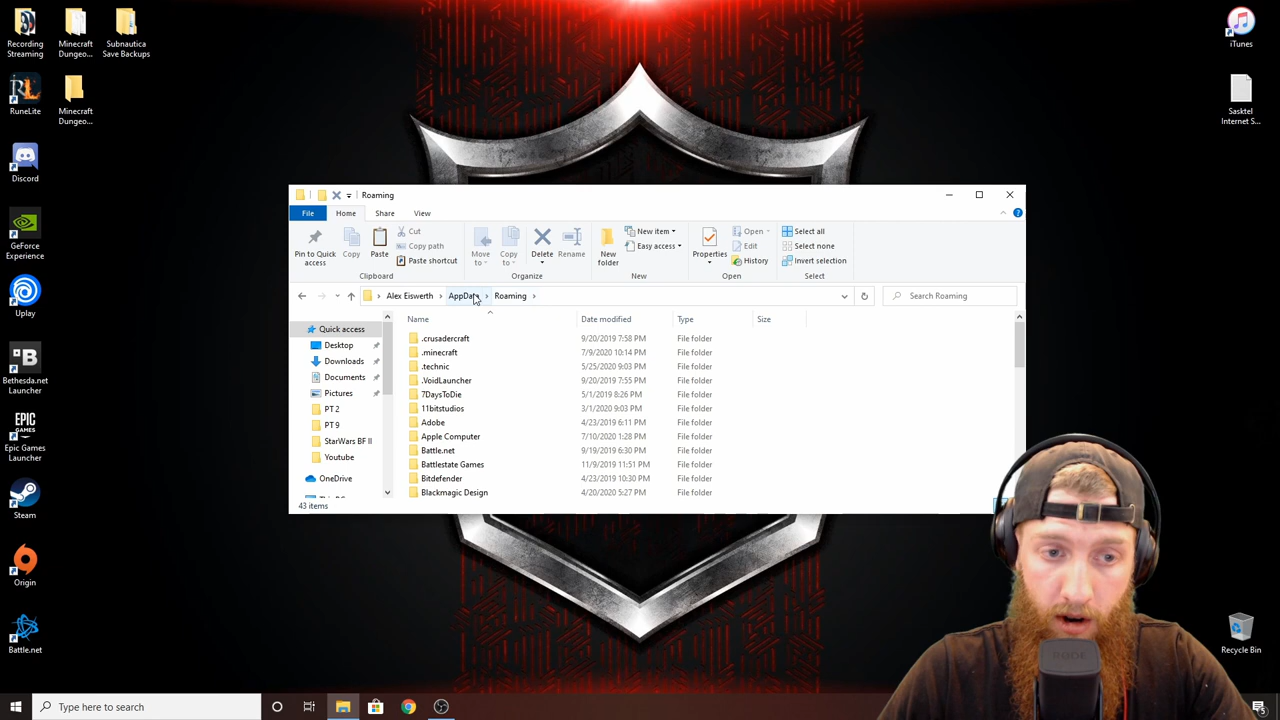 Recording
Streaming
Minecraft
Dungeo...
Subnautica
Save Backups
RuneLite
Minecraft
Dungeo...
Discord
GeForce
Experience
Uplay
Bethesda.net
Launcher
Epic Games
Launcher
Steam
Origin
Battle.net
iTunes
Sasktel
Internet S...
Recycle Bin
Roaming
File
Home
Share
View
Pin to Quick
access
Copy
Paste
Cut
Copy path
Paste shortcut
Clipboard
Move
to
Copy
to
Delete
Rename
Organize
New
folder
New item
Easy access
New
Properties
Open
Edit
History
Open
Select all
Select none
Invert selection
Select
Alex Eiswerth > AppData > Roaming >
Search Roaming
Name Date modified Type Size
Quick access
Desktop
Downloads
Documents
Pictures
PT 2
PT 9
StarWars BF II
Youtube
OneDrive
.crusadercraft 9/20/2019 7:58 PM File folder
.minecraft 7/9/2020 10:14 PM File folder
.technic 5/25/2020 9:03 PM File folder
.VoidLauncher 9/20/2019 7:55 PM File folder
7DaysToDie 5/1/2019 8:26 PM File folder
11bitstudios 3/1/2020 9:03 PM File folder
Adobe 4/23/2019 6:11 PM File folder
Apple Computer 7/10/2020 1:28 PM File folder
Battle.net 9/19/2019 6:30 PM File folder
Battlestate Games 11/9/2019 11:51 PM File folder
Bitdefender 4/23/2019 10:30 PM File folder
Blackmagic Design 4/20/2020 5:27 PM File folder
43 items
RODE
Type here to search
5